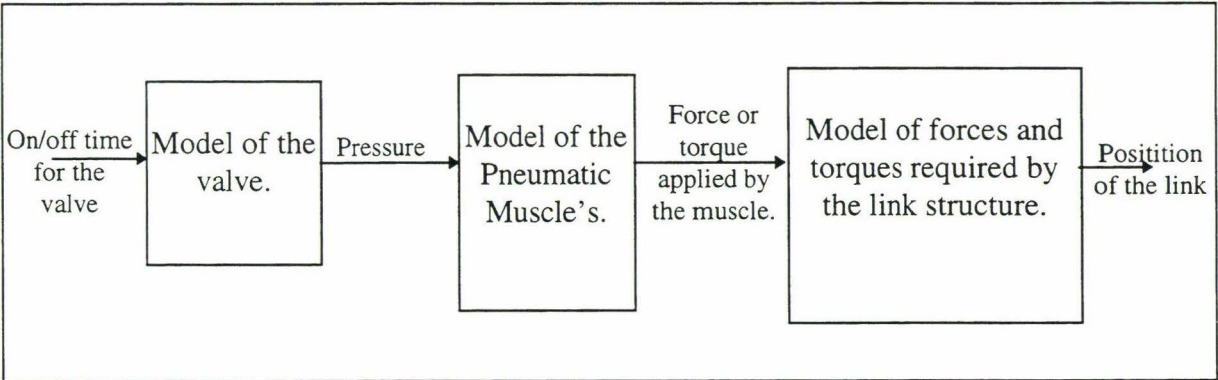 On/off time
for the
valve
Model of the
valve.
Pressure
Model of the
Pneumatic
Muscle's.
Force or
torque
applied by
the muscle.
Model of forces and
torques required by
the link structure.
Positition
of the link